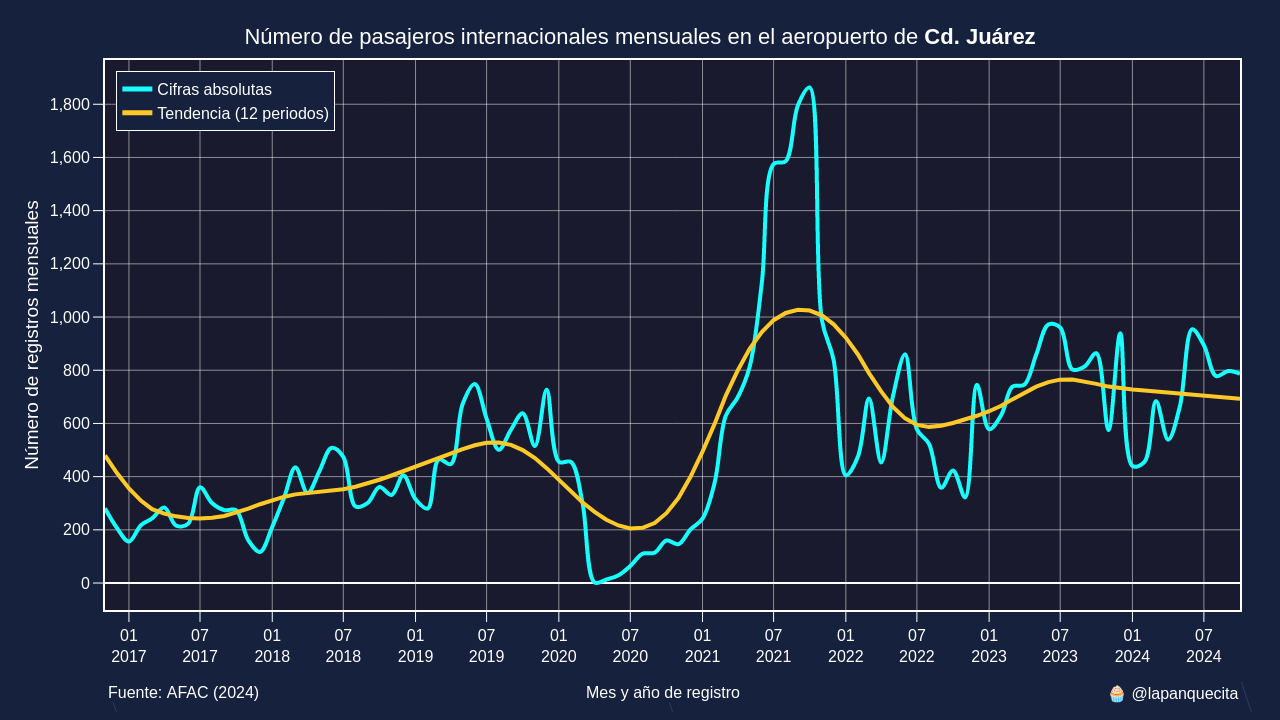 Número de pasajeros internacionales mensuales en el aeropuerto de Cd. Juárez
Cifras absolutas
Tendencia (12 periodos)
Número de registros mensuales
1,800
1,600
1,400
1,200
1,000
800
600
400
200
0
01 07 01 07 01 07 01 07 01 07 01 07 01 07 01 07
2017 2017 2018 2018 2019 2019 2020 2020 2021 2021 2022 2022 2023 2023 2024 2024
Fuente: AFAC (2024) Mes y año de registro 🧁 @lapanquecita